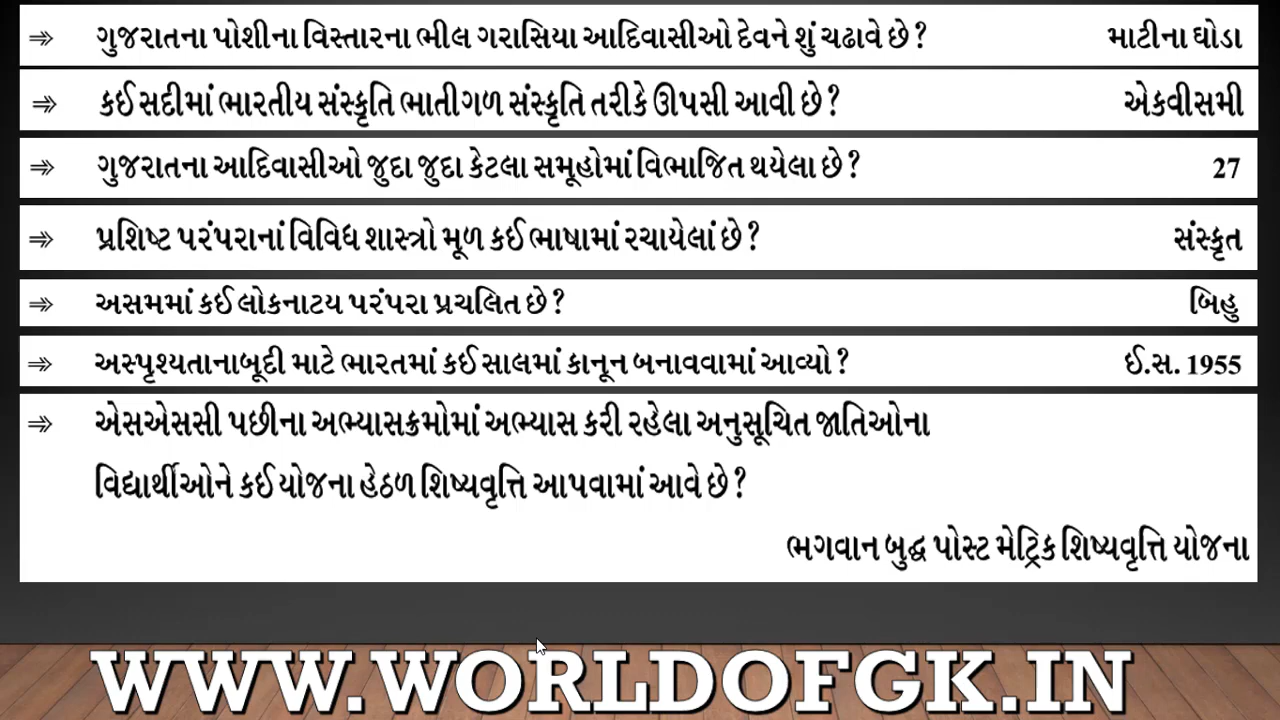 ⇒ ગુજરાતના પોશીના વિસ્તારના ભીલ ગરાસિયા આદિવાસીઓ દેવને શું ચઢાવે છે? માટીના ઘોડા
⇒ કઈ સદીમાં ભારતીય સંસ્કૃતિ ભાતીગળ સંસ્કૃતિ તરીકે ઊપસી આવી છે? એકવીસમી
⇒ ગુજરાતના આદિવાસીઓ જુદા જુદા કેટલા સમૂહોમાં વિભાજિત થયેલા છે? 27
⇒ પ્રશિષ્ટ પરંપરાનાં વિવિધ શાસ્ત્રો મૂળ કઈ ભાષામાં રચાયેલાં છે? સંસ્કૃત
⇒ અસમમાં કઈ લોકનાટય પરંપરા પ્રચલિત છે? બિહુ
⇒ અસ્પૃશ્યતાનાબૂદી માટે ભારતમાં કઈ સાલમાં કાનૂન બનાવવામાં આવ્યો? ઈ.સ. 1955
⇒ એસએસસી પછીના અભ્યાસક્રમોમાં અભ્યાસ કરી રહેલા અનુસૂચિત જાતિઓના
વિદ્યાર્થીઓને કઈ યોજના હેઠળ શિષ્યવૃત્તિ આપવામાં આવે છે?
ભગવાન બુદ્ધ પોસ્ટ મેટ્રિક શિષ્યવૃત્તિ યોજના
WWW.WORLDOFGK.IN